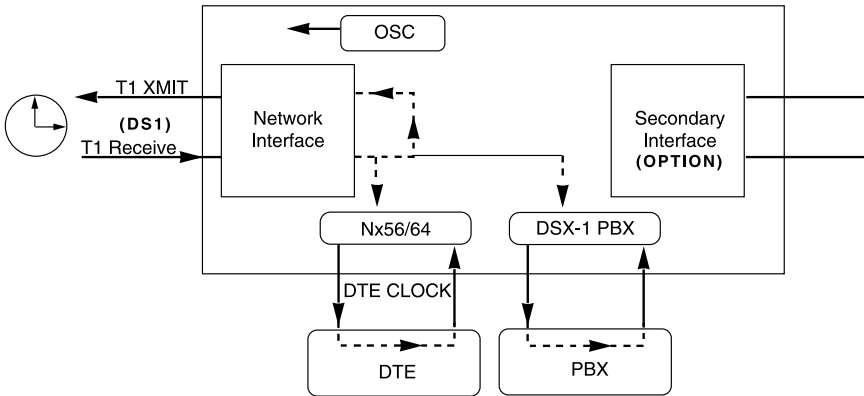 OSC
T1 XMIT
(DS1)
T1 Receive
Network
Interface
Secondary
Interface
(OPTION)
Nx56/64
DSX-1 PBX
DTE CLOCK
DTE
PBX